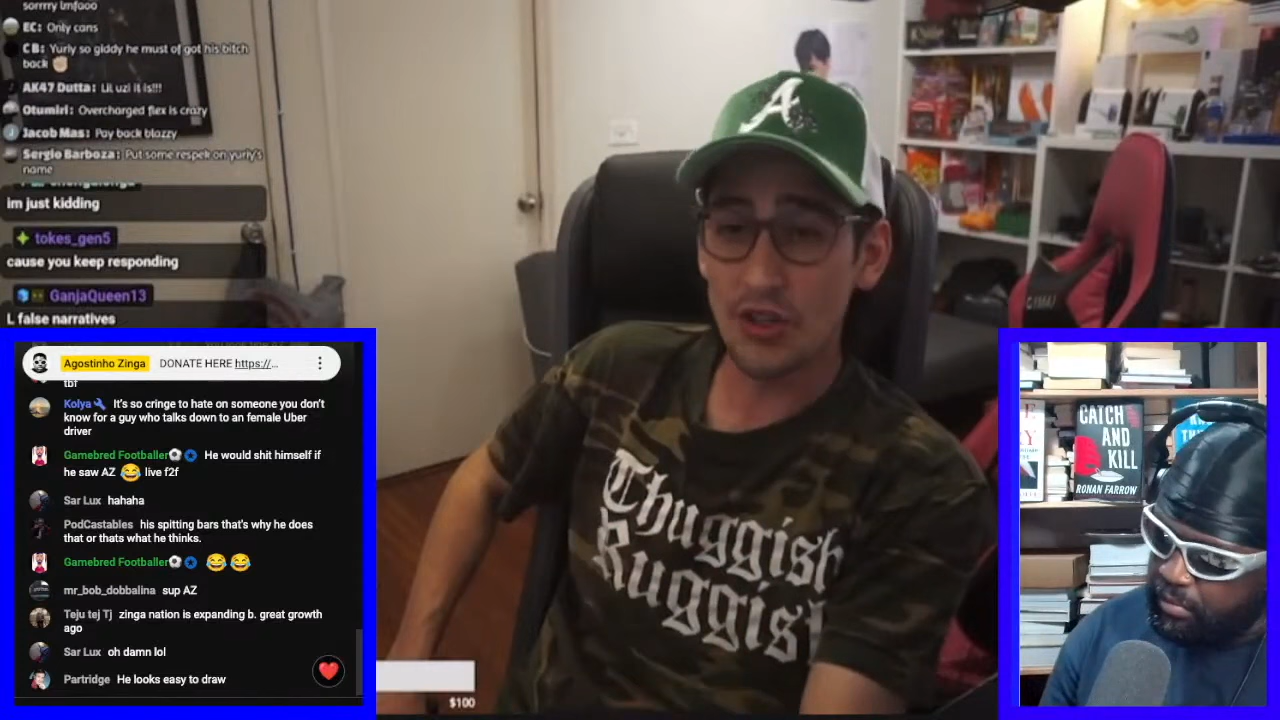 sorrrry lmfaooo
EC: Only cans
CB: Yurly so giddy he must of got his bitch
back
AK47 Dutta: Lil uzi it is!!!
Otumiri: Overcharged flex is crazy
Jacob Mas: Pay back blazzy
Sergio Barboza: Put some respek on yurly's
name
im just kidding
tokes_gen5
cause you keep responding
GanjaQueen13
L false narratives
A
Thuggish
Ruggish
$100
Agostinho Zinga DONATE HERE https://...
tbf
Kolya It's so cringe to hate on someone you don't
know for a guy who talks down to an female Uber
driver
Gamebred Footballer He would shit himself if
he saw AZ 😂 live f2f
Sar Lux hahaha
PodCastables his spitting bars that's why he does
that or thats what he thinks.
Gamebred Footballer 😂 😂
mr_bob_dobbalina sup AZ
Teju tej Tj zinga nation is expanding b. great growth
ago
Sar Lux oh damn lol
Partridge He looks easy to draw
CATCH
AND
KILL
RONAN FARROW